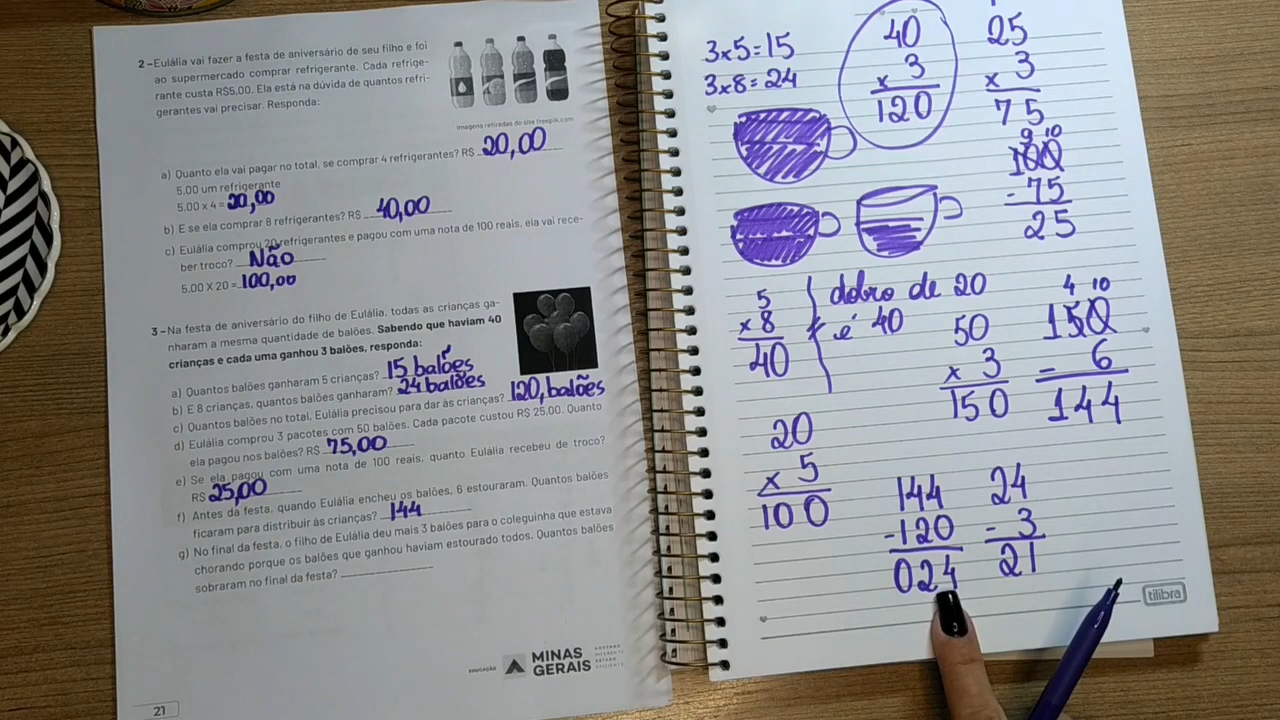 2 - Eulália vai fazer a festa de aniversário de seu filho e foi
ao supermercado comprar refrigerante. Cada refrige-
rante custa R$5,00. Ela está na dúvida de quantos refri-
gerantes vai precisar. Responda:
Imagens retiradas do site freepik.com
a) Quanto ela vai pagar no total, se comprar 4 refrigerantes? R$ 20,00
5,00 um refrigerante
5,00 x 4 = 20,00
b) E se ela comprar 8 refrigerantes? R$ 40,00
c) Eulália comprou 20 refrigerantes e pagou com uma nota de 100 reais, ela vai rece-
ber troco? Não
5,00 X 20 = 100,00
3 - Na festa de aniversário do filho de Eulália, todas as crianças ga-
nharam a mesma quantidade de balões. Sabendo que haviam 40
crianças e cada uma ganhou 3 balões, responda:
a) Quantos balões ganharam 5 crianças? 15 balões
b) E 8 crianças, quantos balões ganharam? 24 balões
c) Quantos balões no total, Eulália precisou para dar às crianças? 120, balões
d) Eulália comprou 3 pacotes com 50 balões. Cada pacote custou R$ 25,00. Quanto
ela pagou nos balões? R$ 75,00
e) Se ela pagou com uma nota de 100 reais, quanto Eulália recebeu de troco?
R$ 25,00
f) Antes da festa, quando Eulália encheu os balões, 6 estouraram. Quantos balões
ficaram para distribuir às crianças? 144
g) No final da festa, o filho de Eulália deu mais 3 balões para o coleguinha que estava
chorando porque os balões que ganhou haviam estourado todos. Quantos balões
sobraram no final da festa?
EDUCAÇÃO
MINAS
GERAIS
GOVERNO
DIFERENTE
ESTADO
EFICIENTE
21
3x5=15
3x8=24
40
x 3
120
25
x 3
75
9 10
100
-75
25
5
x8
40
dobro de 20
é 40
50
x 3
150
4 10
150
- 6
144
20
x 5
100
144
-120
024
24
- 3
21
tilibra